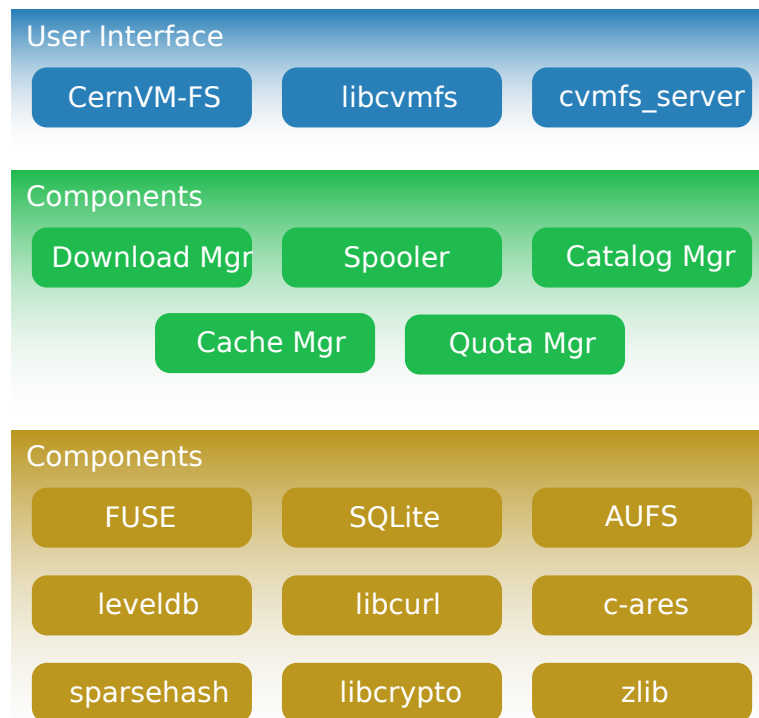 User Interface
CernVM-FS libcvmfs cvmfs_server
Components
Download Mgr Spooler Catalog Mgr
Cache Mgr Quota Mgr
Components
FUSE SQLite AUFS
leveldb libcurl c-ares
sparsehash libcrypto zlib